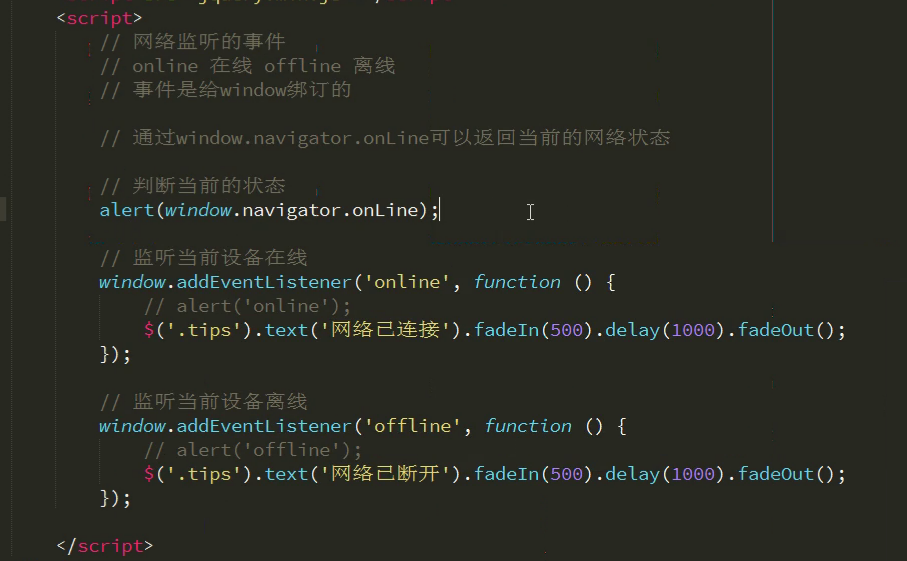 <script>
// 网络监听的事件
// online 在线 offline 离线
// 事件是给window绑订的
// 通过window.navigator.onLine可以返回当前的网络状态
// 判断当前的状态
alert(window.navigator.onLine);
// 监听当前设备在线
window.addEventListener('online', function () {
// alert('online');
$('.tips').text('网络已连接').fadeIn(500).delay(1000).fadeOut();
});
// 监听当前设备离线
window.addEventListener('offline', function () {
// alert('offline');
$('.tips').text('网络已断开').fadeIn(500).delay(1000).fadeOut();
});
</script>